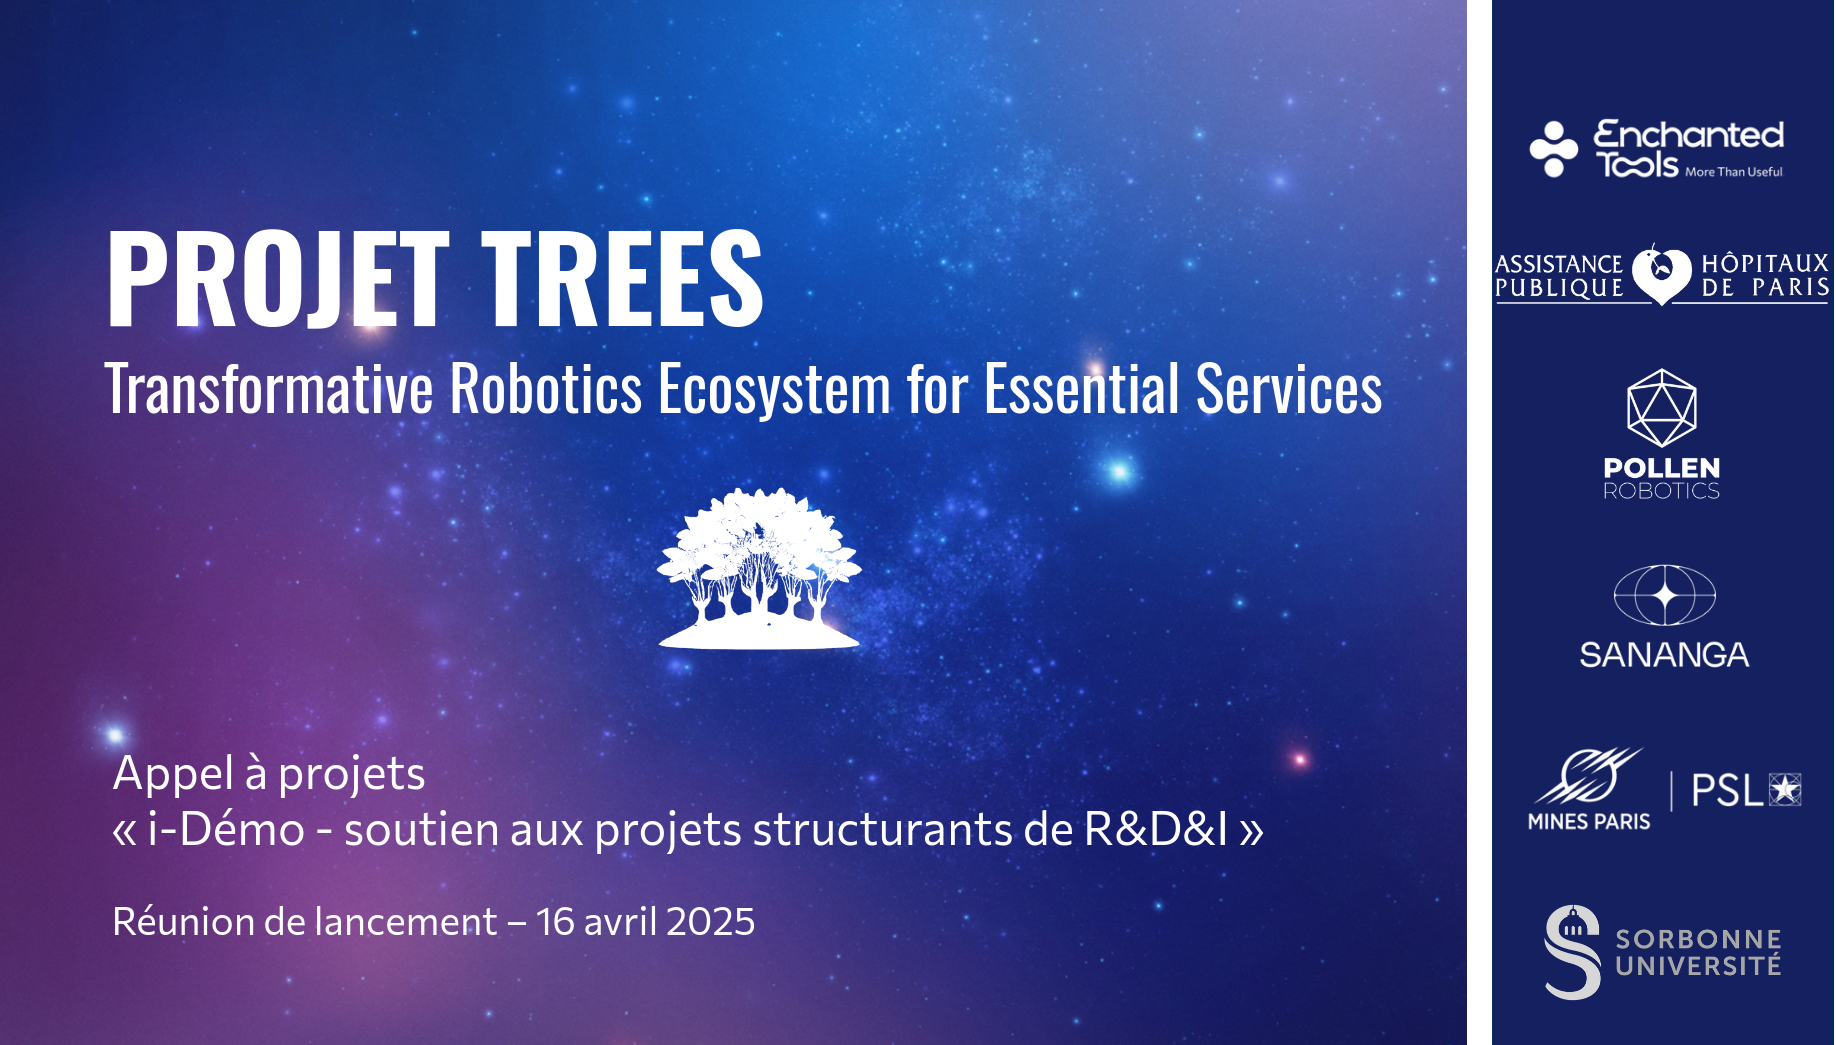 PROJET TREES
Transformative Robotics Ecosystem for Essential Services
Appel à projets
« i-Démo - soutien aux projets structurants de R&D&I »
Réunion de lancement – 16 avril 2025
Enchanted
Tools More Than Useful
ASSISTANCE HÔPITAUX
PUBLIQUE DE PARIS
POLLEN
ROBOTICS
SANANGA
MINES PARIS | PSL
SORBONNE
UNIVERSITÉ